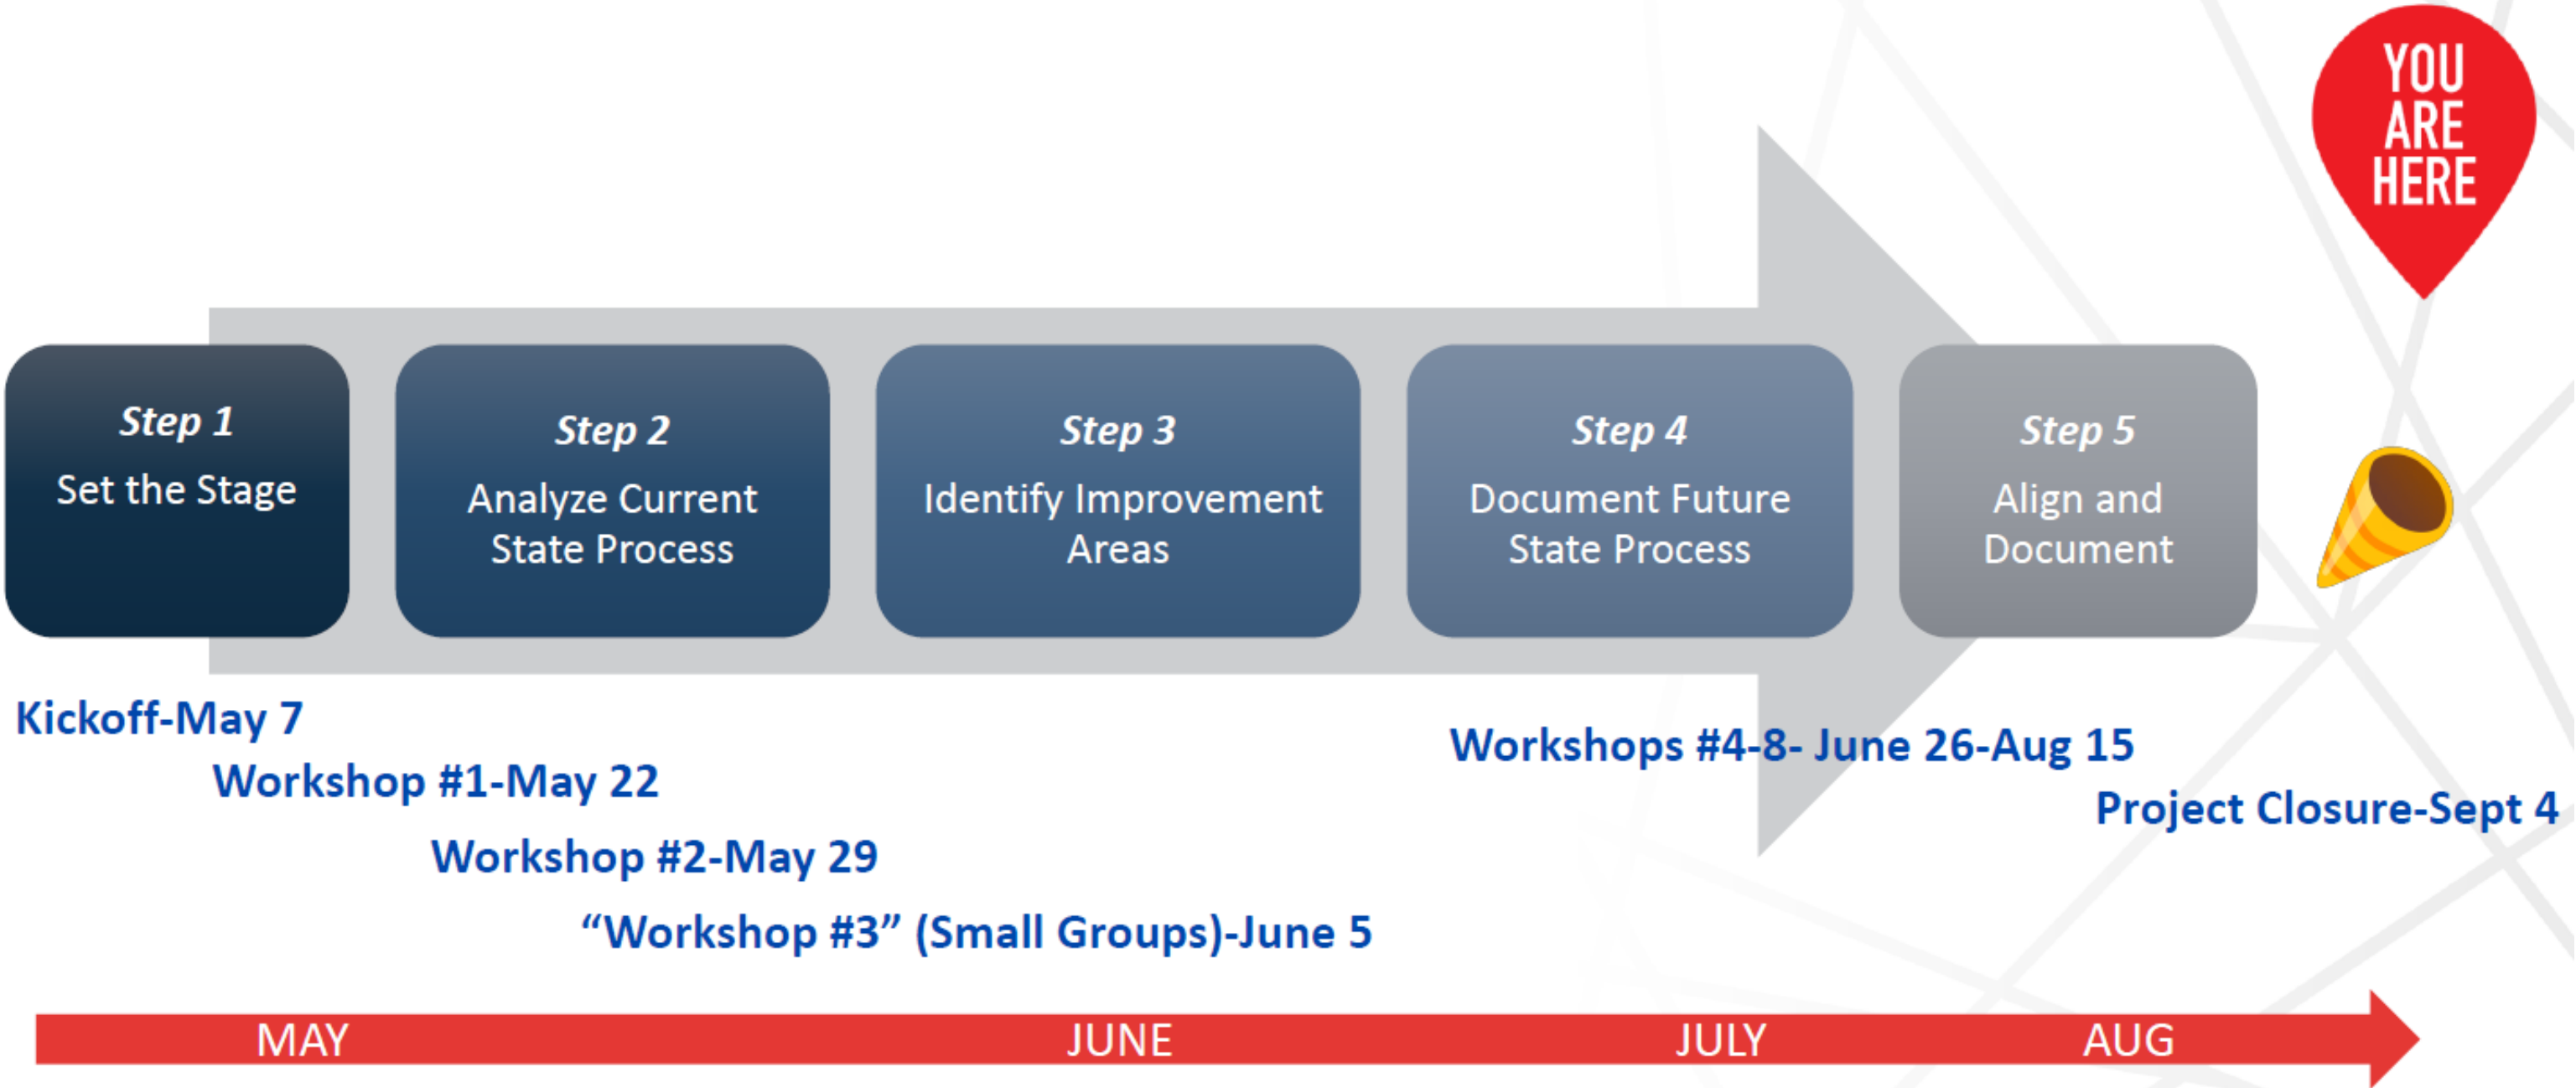 YOU
ARE
HERE
Step 1
Set the Stage
Step 2
Analyze Current
State Process
Step 3
Identify Improvement
Areas
Step 4
Document Future
State Process
Step 5
Align and
Document
Kickoff-May 7
Workshop #1-May 22
Workshop #2-May 29
“Workshop #3” (Small Groups)-June 5
Workshops #4-8- June 26-Aug 15
Project Closure-Sept 4
MAY
JUNE
JULY
AUG